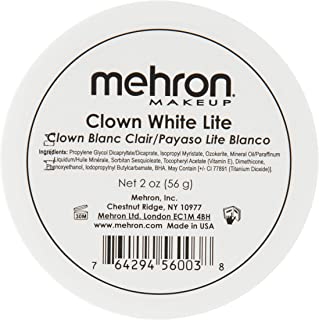 mehron
MAKEUP
Clown White Lite
Clown Blanc Clair/Payaso Lite Blanco
Ingredients: Propylene Glycol Dicaprylate/Dicaprate, Isopropyl Myristate, Ozokerite, Mineral Oil/Paraffinum
Liquidum/Huile Minerale, Sorbitan Sesquioleate, Tocopheryl Acetate (Vitamin E), Dimethicone,
Phenoxyethanol, Iodopropynyl Butylcarbamate, BHA. May Contain [+/- CI 77891 (Titanium Dioxide)].
Net 2 oz (56 g)
Mehron, Inc.
Chestnut Ridge, NY 10977
Mehron Ltd. London EC1M 4BH
www.mehron.com Made in USA
30M
7 64294 56003 8